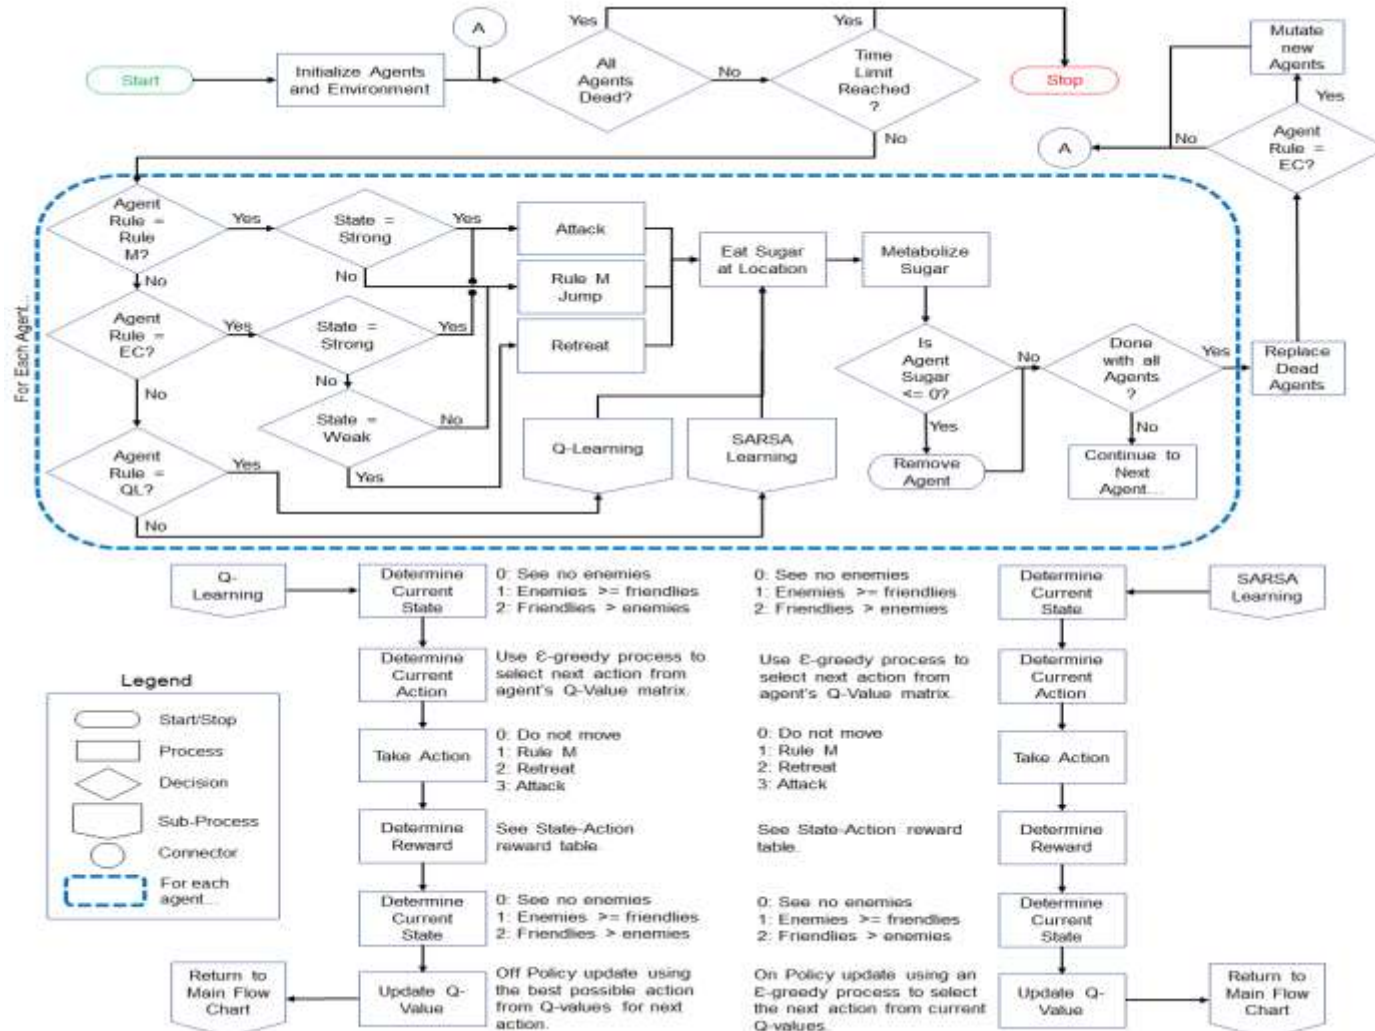 Yes
Yes
A
Mutate
new
Agents
Start
Initialize Agents
and Environment
All
Agents
Dead?
No
Time
Limit
Reached
?
Stop
Yes
No
A
No
Agent
Rule =
EC?
For Each Agent...
Agent
Rule =
Rule
M?
Yes
State =
Strong
Yes
Attack
Eat Sugar
at Location
Metabolize
Sugar
No
No
Rule M
Jump
Agent
Rule =
EC?
Yes
State =
Strong
Yes
Retreat
Is
Agent
Sugar
<= 0?
No
Done
with all
Agents
?
Yes
Replace
Dead
Agents
No
No
State =
Weak
No
Yes
No
Agent
Rule =
QL?
Yes
Yes
Q-Learning
SARSA
Learning
Remove
Agent
Continue to
Next
Agent...
No
Q-
Learning
Determine
Current
State
0: See no enemies
1: Enemies >= friendlies
2: Friendlies > enemies
0: See no enemies
1: Enemies >= friendlies
2: Friendlies > enemies
Determine
Current
State
SARSA
Learning
Determine
Current
Action
Use Ɛ-greedy process to
select next action from
agent's Q-Value matrix.
Use Ɛ-greedy process to
select next action from
agent's Q-Value matrix.
Determine
Current
Action
Legend
Start/Stop
Process
Decision
Sub-Process
Connector
For each
agent...
Take Action
0: Do not move
1: Rule M
2: Retreat
3: Attack
0: Do not move
1: Rule M
2: Retreat
3: Attack
Take Action
Determine
Reward
See State-Action
reward table.
See State-Action reward
table.
Determine
Reward
Determine
Current
State
0: See no enemies
1: Enemies >= friendlies
2: Friendlies > enemies
0: See no enemies
1: Enemies >= friendlies
2: Friendlies > enemies
Determine
Current
State
Return to
Main Flow
Chart
Update Q-
Value
Off Policy update using
the best possible action
from Q-values for next
action.
On Policy update using an
Ɛ-greedy process to select
the next action from current
Q-values.
Update Q-
Value
Return to
Main Flow
Chart